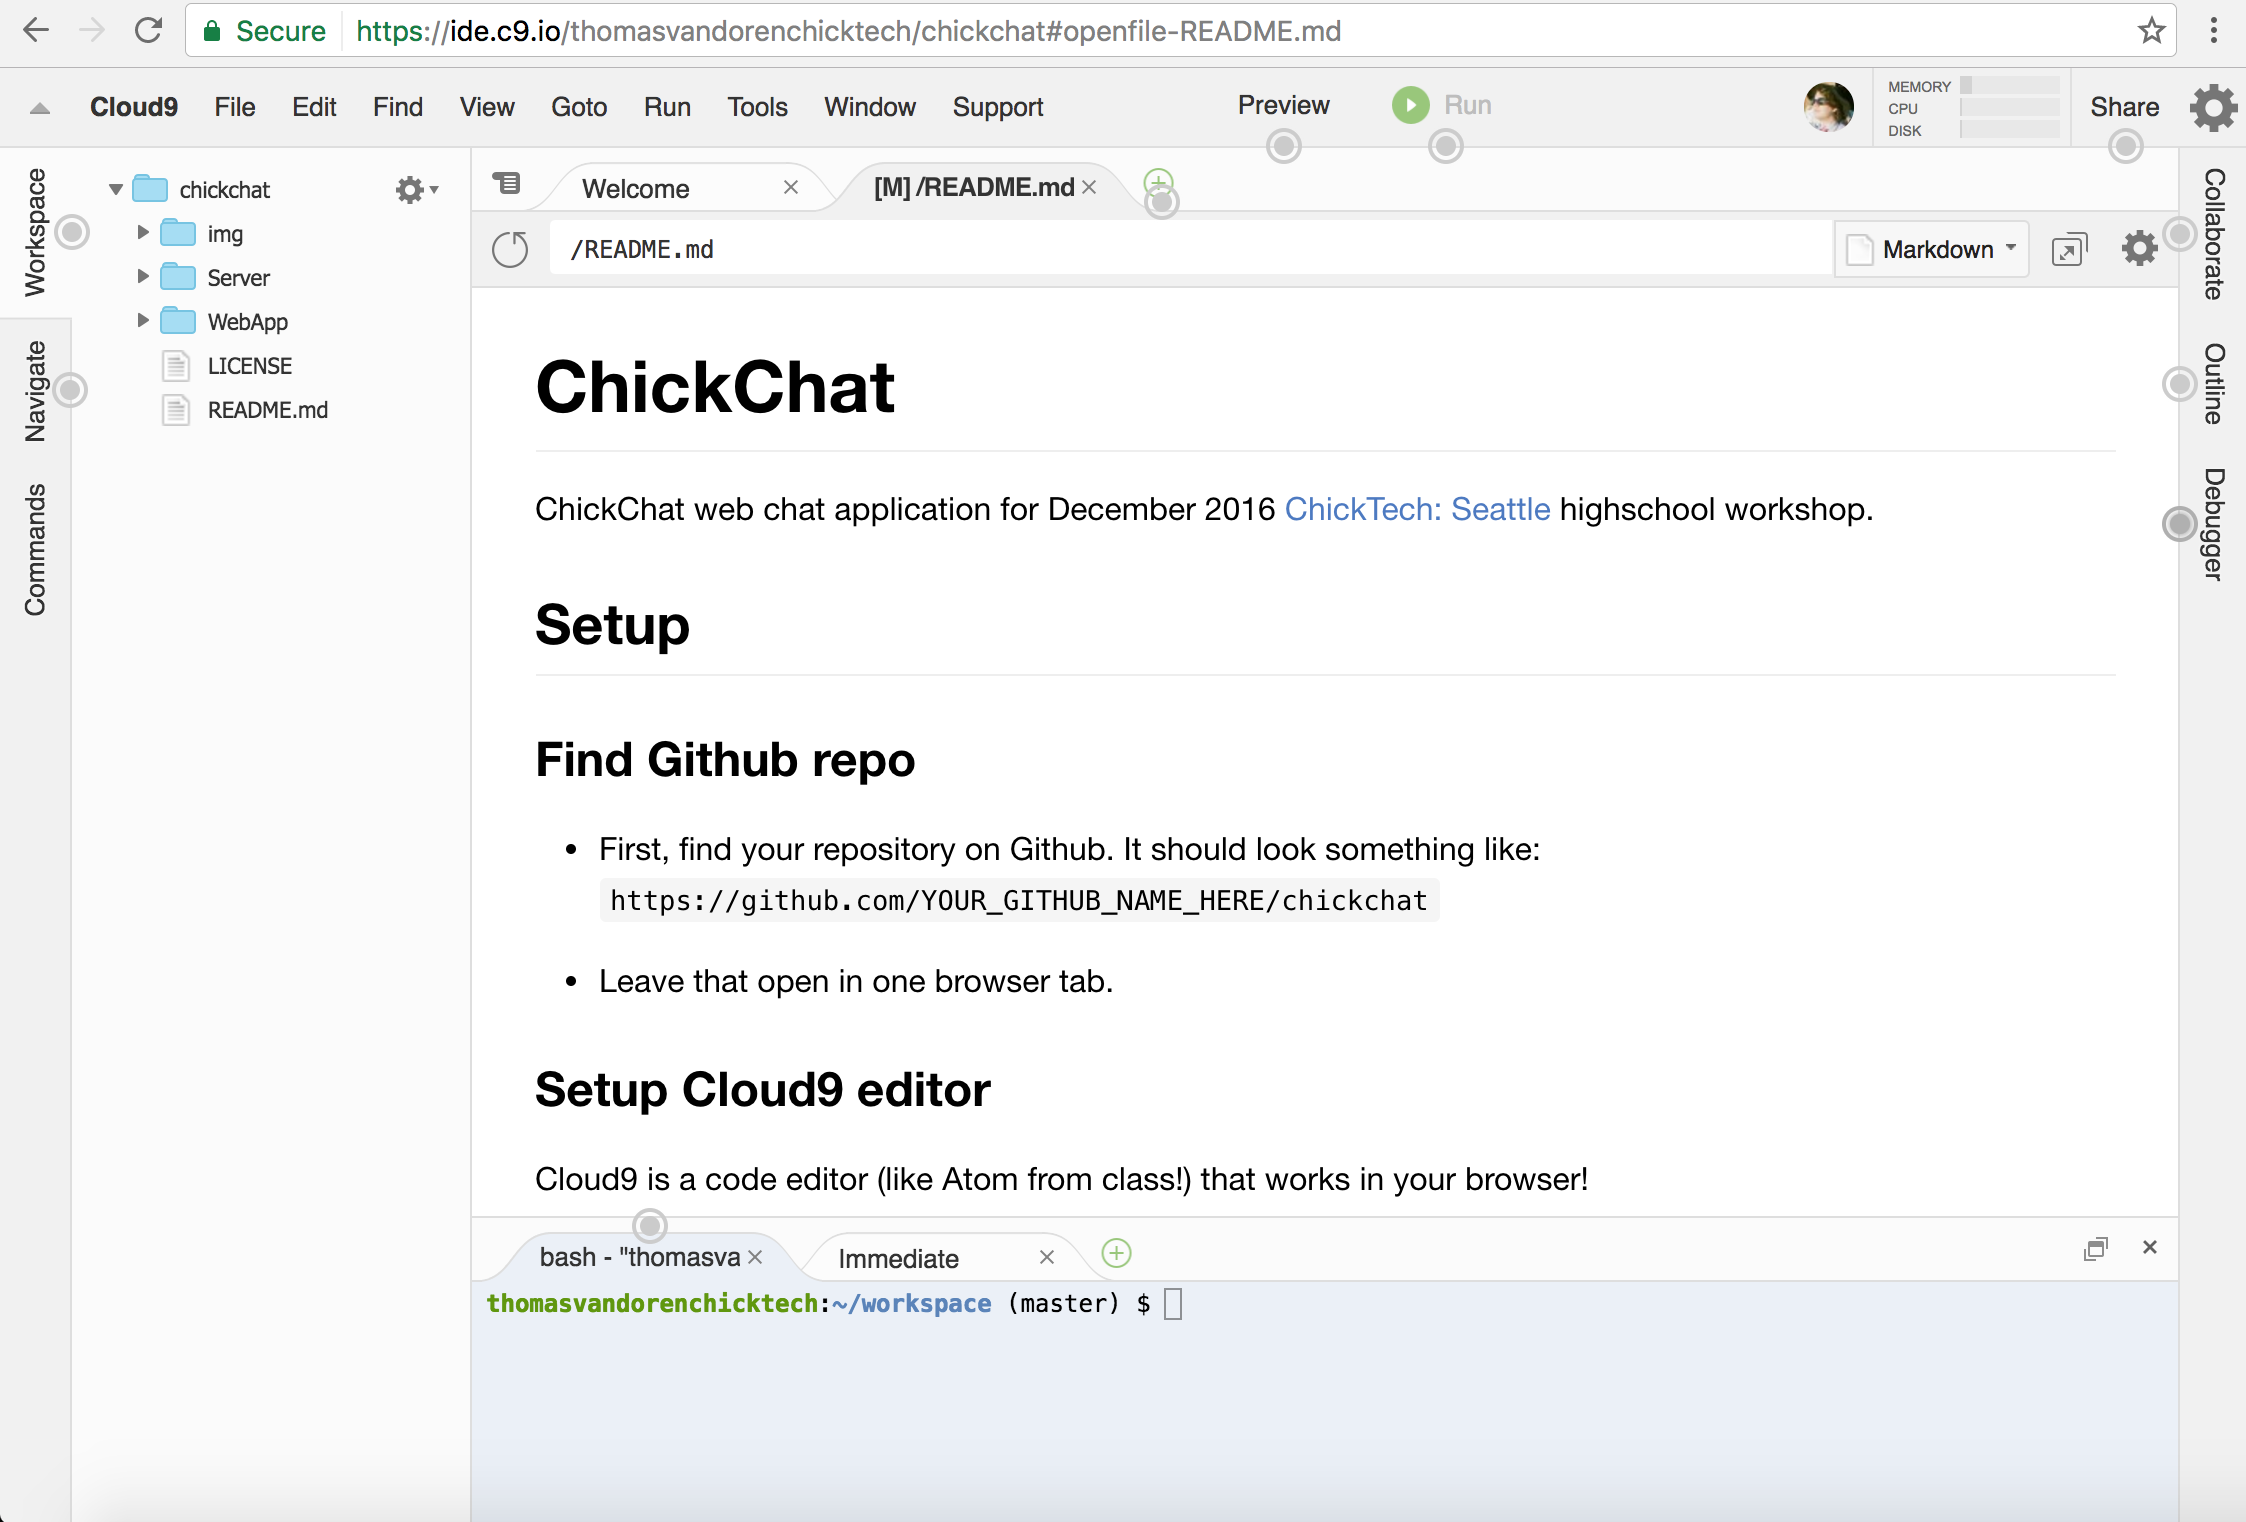 Secure https://ide.c9.io/thomasvandorenchicktech/chickchat#openfile-README.md
Cloud9 File Edit Find View Goto Run Tools Window Support Preview Run MEMORY CPU DISK Share
Workspace
Navigate
Commands
chickchat
img
Server
WebApp
LICENSE
README.md
Welcome [M] /README.md
/README.md Markdown
ChickChat
ChickChat web chat application for December 2016 ChickTech: Seattle highschool workshop.
Setup
Find Github repo
• First, find your repository on Github. It should look something like:
https://github.com/YOUR_GITHUB_NAME_HERE/chickchat
• Leave that open in one browser tab.
Setup Cloud9 editor
Cloud9 is a code editor (like Atom from class!) that works in your browser!
bash - "thomasva Immediate
thomasvandorenchicktech:~/workspace (master) $
Collaborate
Outline
Debugger